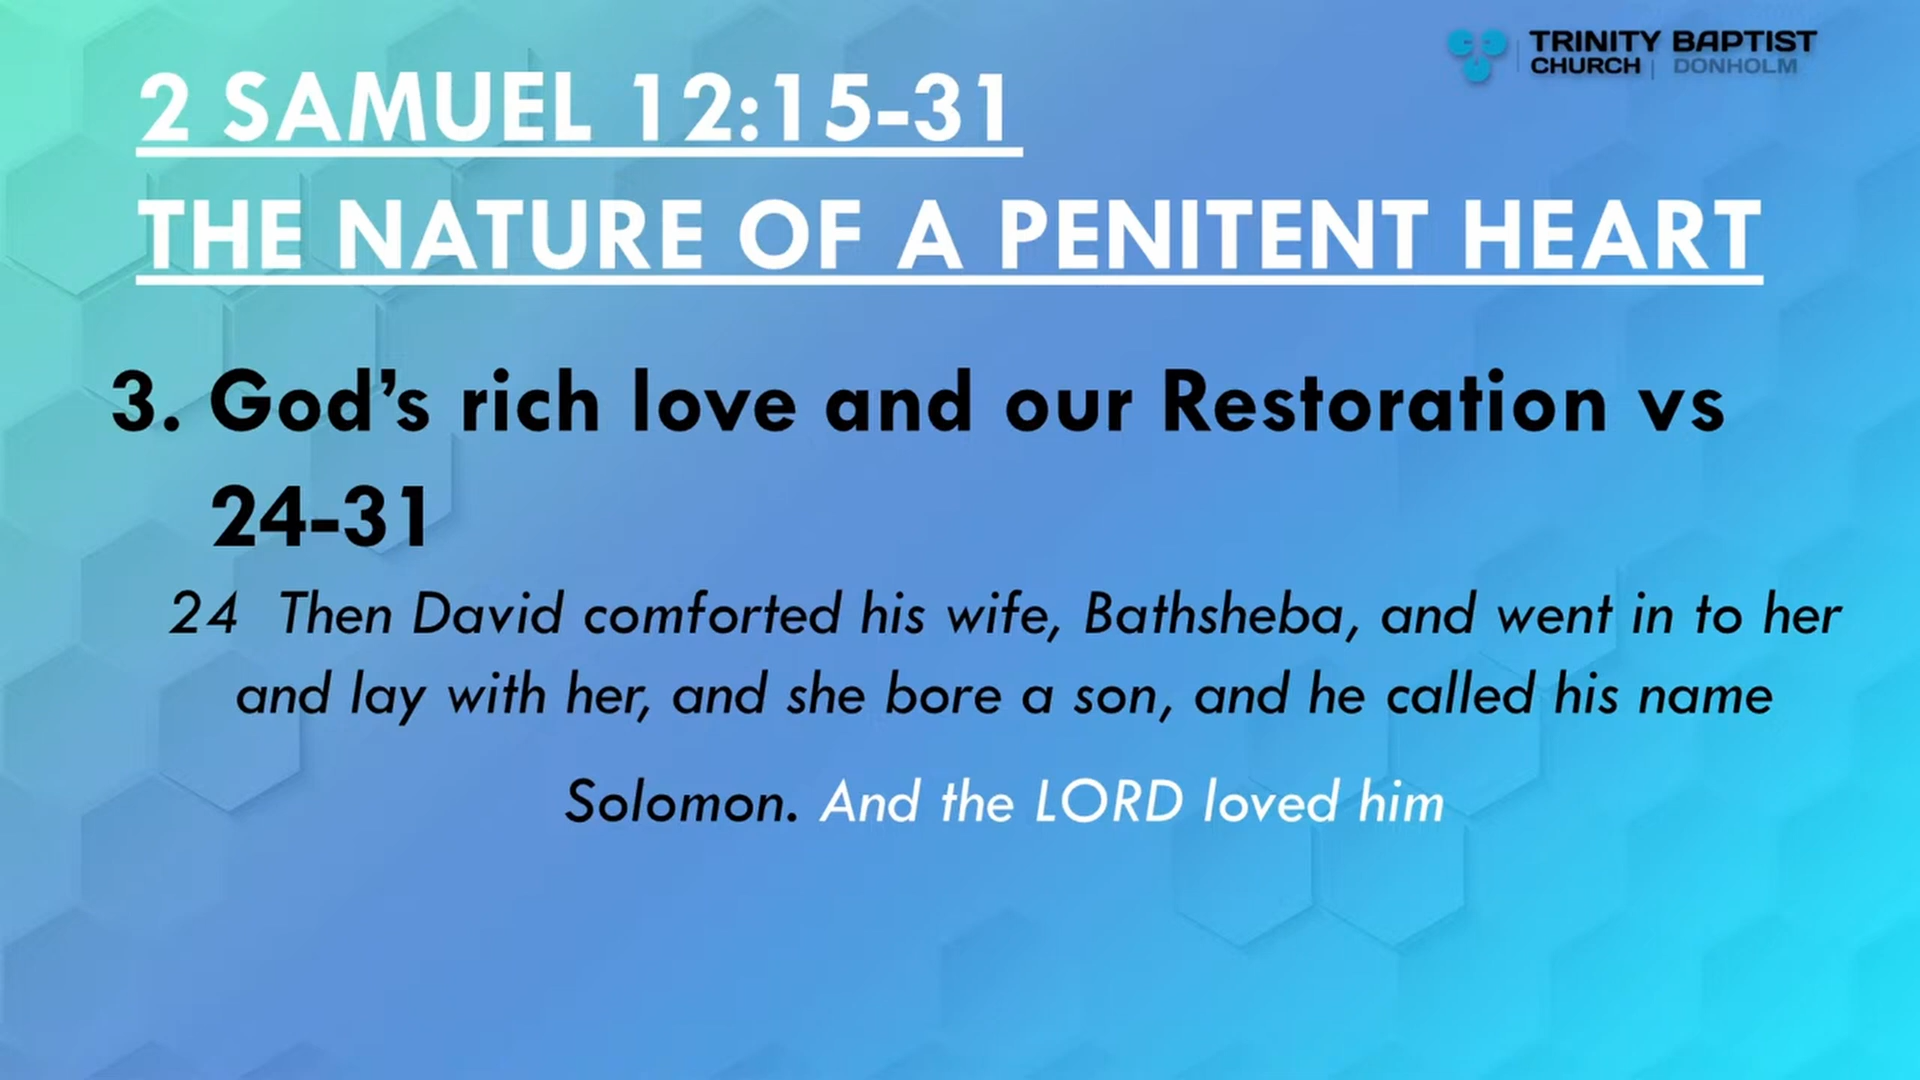 TRINITY BAPTIST
CHURCH | DONHOLM
2 SAMUEL 12:15-31
THE NATURE OF A PENITENT HEART
3. God’s rich love and our Restoration vs
24-31
24 Then David comforted his wife, Bathsheba, and went in to her
and lay with her, and she bore a son, and he called his name
Solomon. And the LORD loved him